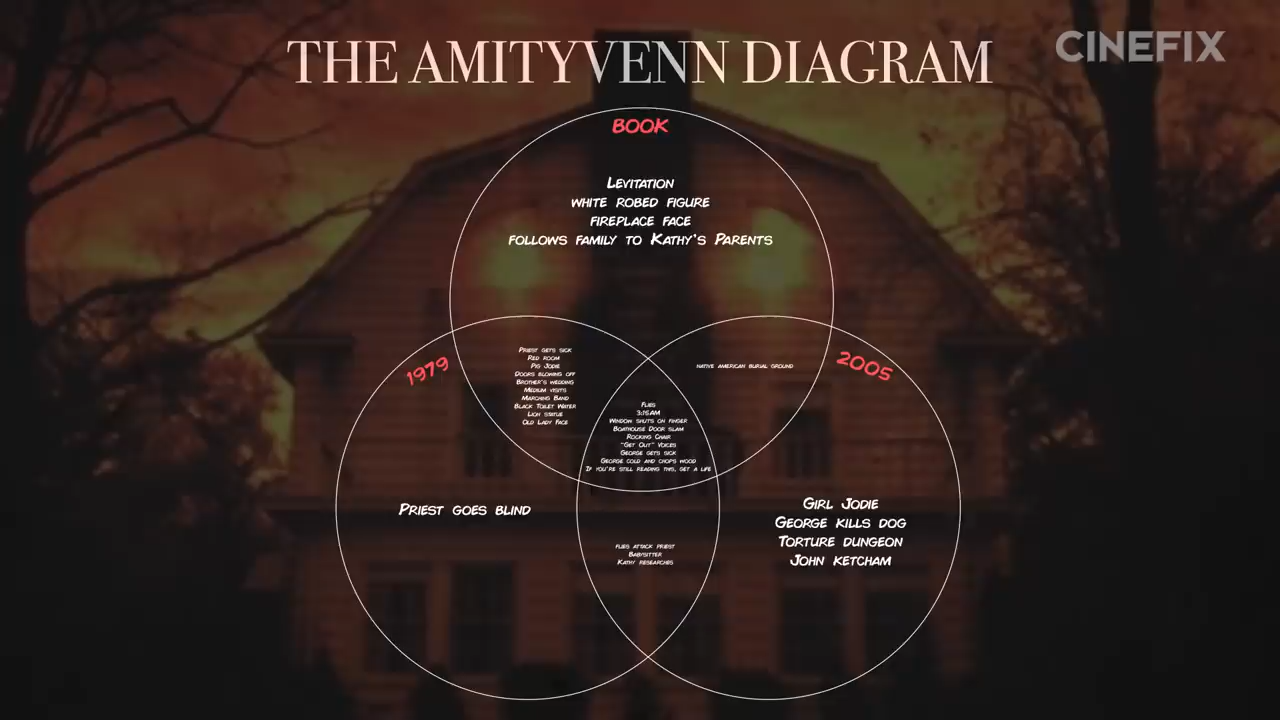 THE AMITYVENN DIAGRAM
CINEFIX
BOOK
LEVITATION
WHITE ROBED FIGURE
FIREPLACE FACE
FOLLOWS FAMILY TO KATHY'S PARENTS
1979
2005
PRIEST GETS SICK
RED ROOM
PIG JODIE
DOORS BLOWING OFF
BROTHER'S WEDDING
MEDIUM VISITS
MARCHING BAND
BLACK TOILET WATER
LION STATUE
OLD LADY FACE
NATIVE AMERICAN BURIAL GROUND
FLIES
3:15AM
WINDOW SHUTS ON FINGER
BOATHOUSE DOOR SLAM
ROCKING CHAIR
"GET OUT" VOICES
GEORGE GETS SICK
GEORGE COLD AND CHOPS WOOD
IF YOU'RE STILL READING THIS, GET A LIFE
PRIEST GOES BLIND
GIRL JODIE
GEORGE KILLS DOG
TORTURE DUNGEON
JOHN KETCHAM
FLIES ATTACK PRIEST
BABYSITTER
KATHY RESEARCHES